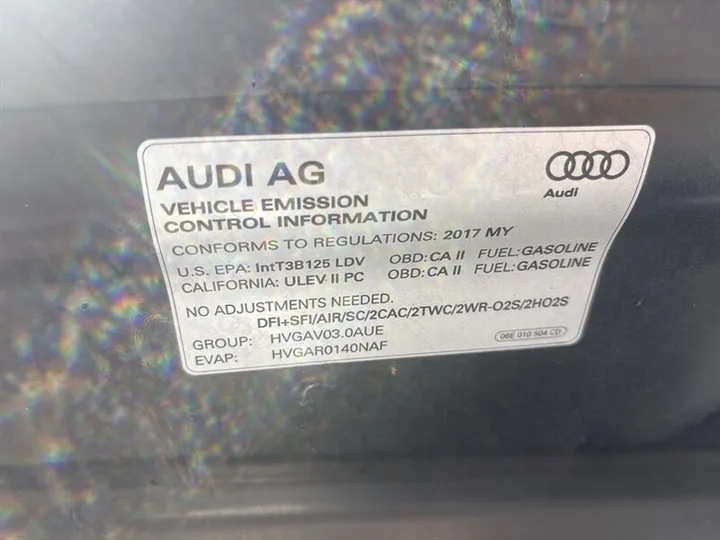 AUDI AG
Audi
VEHICLE EMISSION
CONTROL INFORMATION
CONFORMS TO REGULATIONS: 2017 MY
U.S. EPA: IntT3B125 LDV OBD: CA II FUEL: GASOLINE
CALIFORNIA: ULEV II PC OBD: CA II FUEL: GASOLINE
NO ADJUSTMENTS NEEDED.
DFI+SFI/AIR/SC/2CAC/2TWC/2WR-O2S/2HO2S
GROUP: HVGAV03.0AUE
EVAP: HVGAR0140NAF
06E 010 504 CD